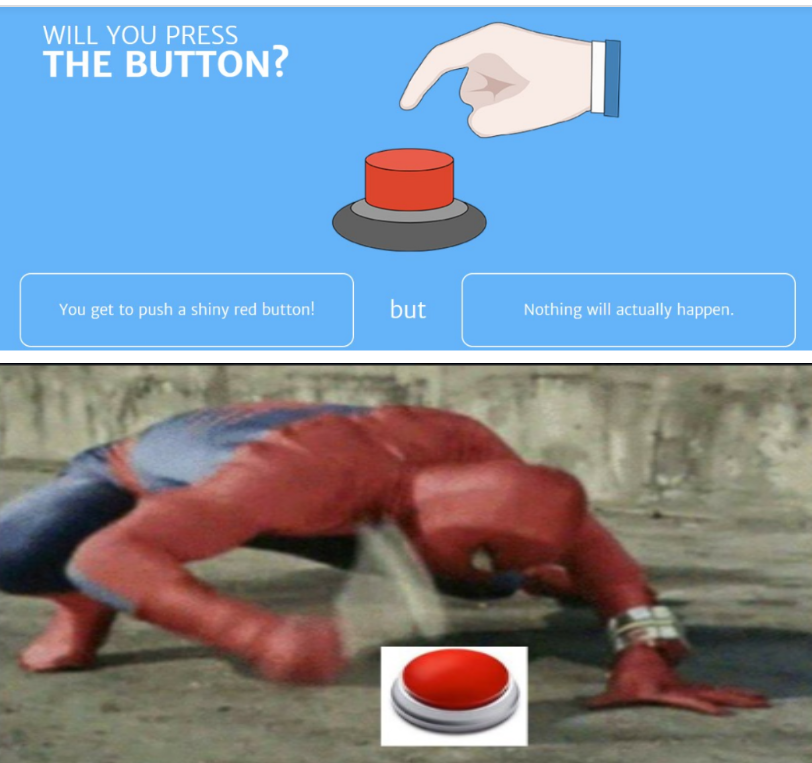 WILL YOU PRESS
THE BUTTON?
You get to push a shiny red button!
but
Nothing will actually happen.